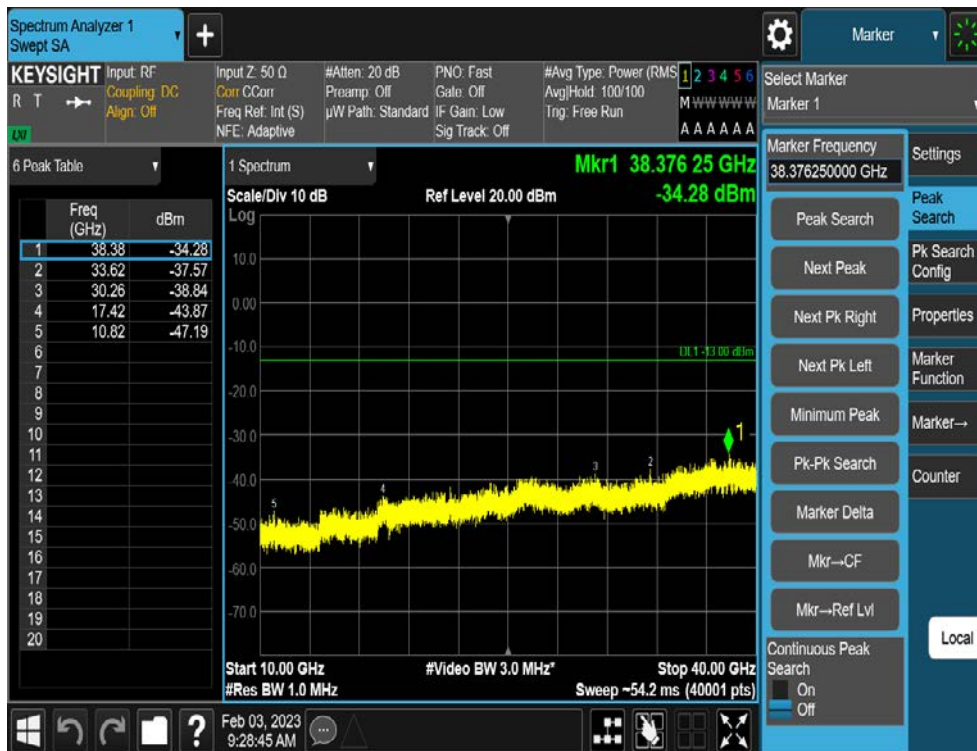 Spectrum Analyzer 1
Swept SA
+
Marker
KEYSIGHT
R T
LXI
Input: RF
Coupling: DC
Align: Off
Input Z: 50 Ω
Corr CCorr
Freq Ref: Int (S)
NFE: Adaptive
#Atten: 20 dB
Preamp: Off
µW Path: Standard
PNO: Fast
Gate: Off
IF Gain: Low
Sig Track: Off
#Avg Type: Power (RMS
Avg|Hold: 100/100
Trig: Free Run
1 2 3 4 5 6
M W W W W W
A A A A A A
Select Marker
Marker 1
6 Peak Table
Freq (GHz) dBm
1 38.38 -34.28
2 33.62 -37.57
3 30.26 -38.84
4 17.42 -43.87
5 10.82 -47.19
6
7
8
9
10
11
12
13
14
15
16
17
18
19
20
1 Spectrum
Mkr1 38.376 25 GHz
Scale/Div 10 dB
Ref Level 20.00 dBm
-34.28 dBm
Log
10.0
0.00
-10.0
DL1 -13.00 dBm
-20.0
-30.0
1
-40.0
5 4 3 2
-50.0
-60.0
-70.0
Start 10.00 GHz
#Video BW 3.0 MHz*
Stop 40.00 GHz
#Res BW 1.0 MHz
Sweep ~54.2 ms (40001 pts)
Marker Frequency
38.376250000 GHz
Peak Search
Next Peak
Next Pk Right
Next Pk Left
Minimum Peak
Pk-Pk Search
Marker Delta
Mkr→CF
Mkr→Ref Lvl
Continuous Peak
Search
On
Off
Settings
Peak
Search
Pk Search
Config
Properties
Marker
Function
Marker→
Counter
Local
?
Feb 03, 2023
9:28:45 AM